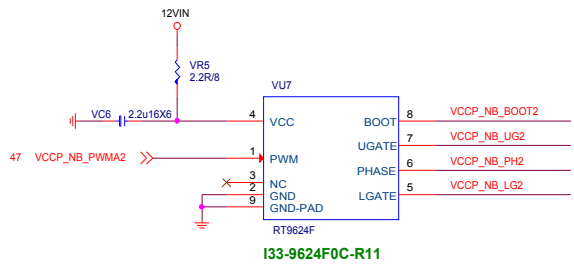 12VIN
VR5
2.2R/8
VU7
VC6 2.2u16X6
4 VCC BOOT 8 VCCP_NB_BOOT2
UGATE 7 VCCP_NB_UG2
47 VCCP_NB_PWMA2 1 PWM
PHASE 6 VCCP_NB_PH2
3 NC
2 GND LGATE 5 VCCP_NB_LG2
9 GND-PAD
RT9624F
I33-9624F0C-R11